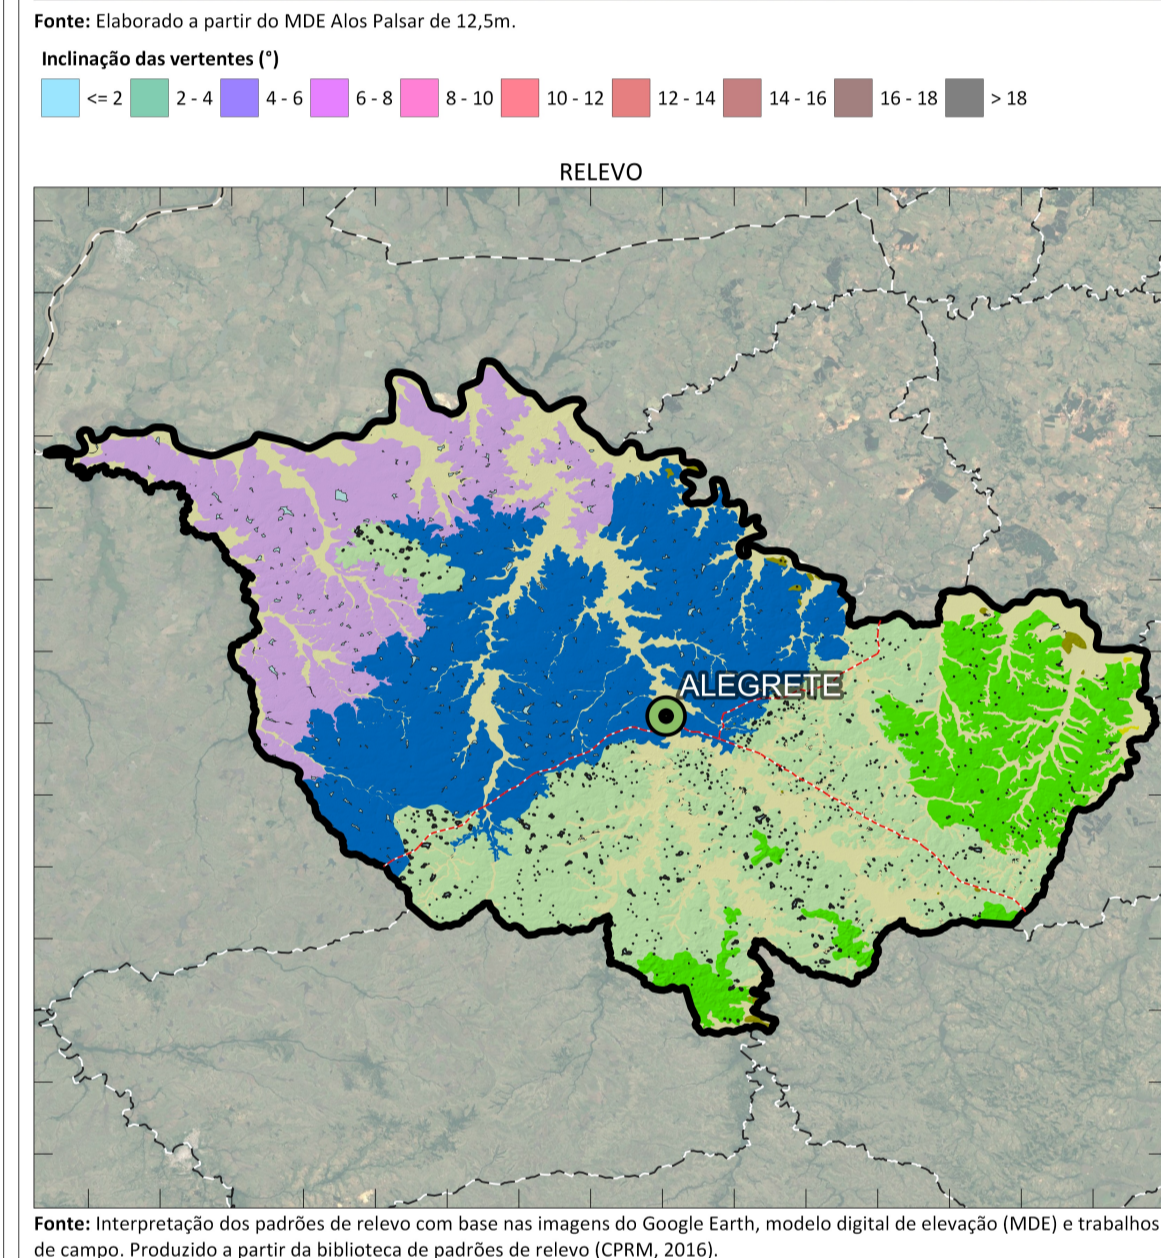 Fonte: Elaborado a partir do MDE Alos Palsar de 12,5m.
Inclinação das vertentes (°)
<= 2 2 - 4 4 - 6 6 - 8 8 - 10 10 - 12 12 - 14 14 - 16 16 - 18 > 18
RELEVO
ALEGRETE
Fonte: Interpretação dos padrões de relevo com base nas imagens do Google Earth, modelo digital de elevação (MDE) e trabalhos
de campo. Produzido a partir da biblioteca de padrões de relevo (CPRM, 2016).